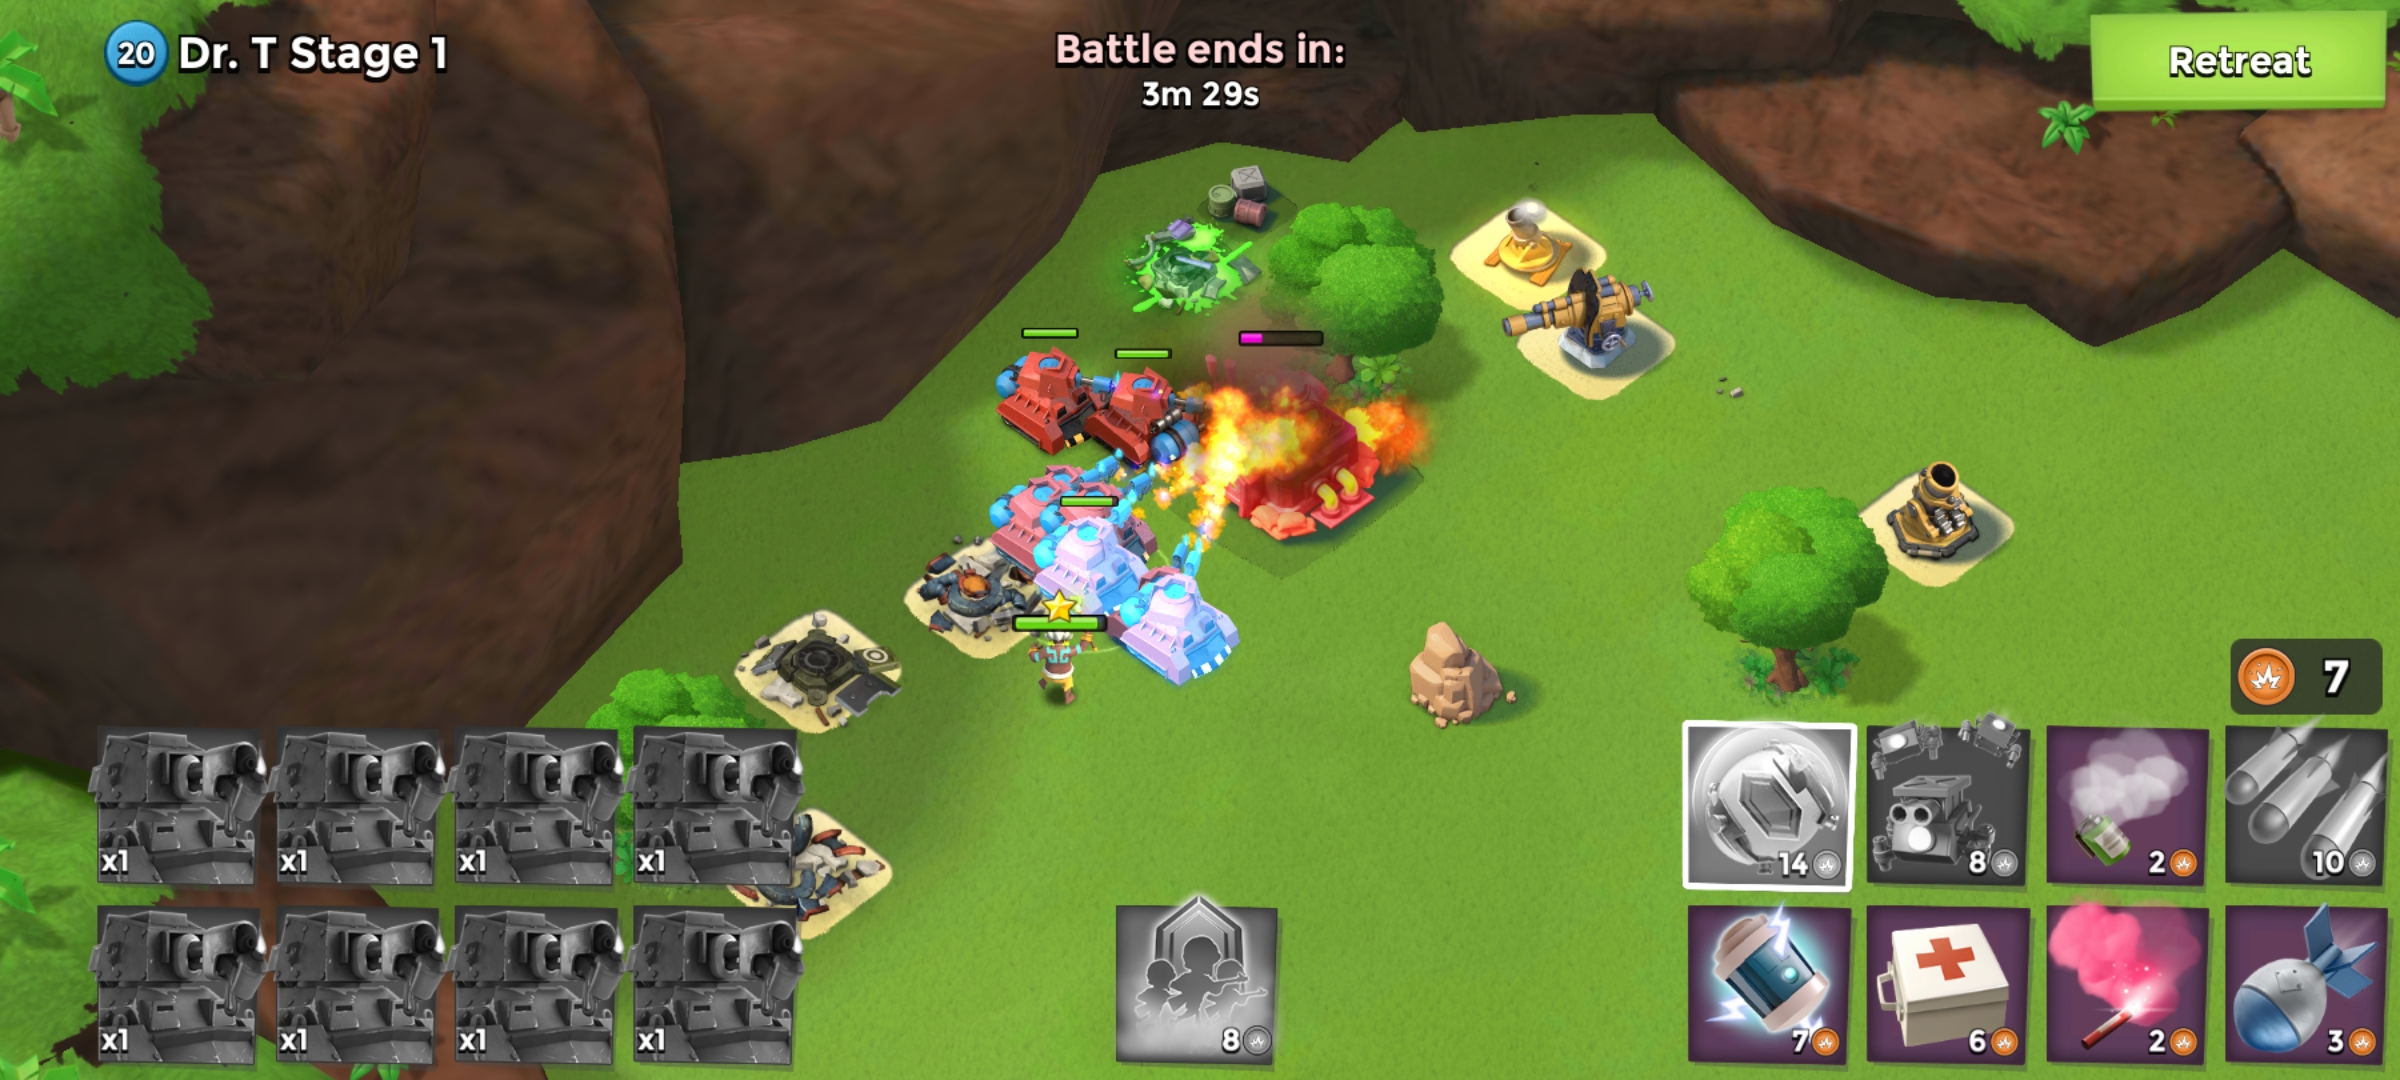 20 Dr. T Stage 1
Battle ends in:
3m 29s
Retreat
7
x1 x1 x1 x1
14 8 2 10
x1 x1 x1 x1
8
7 6 2 3